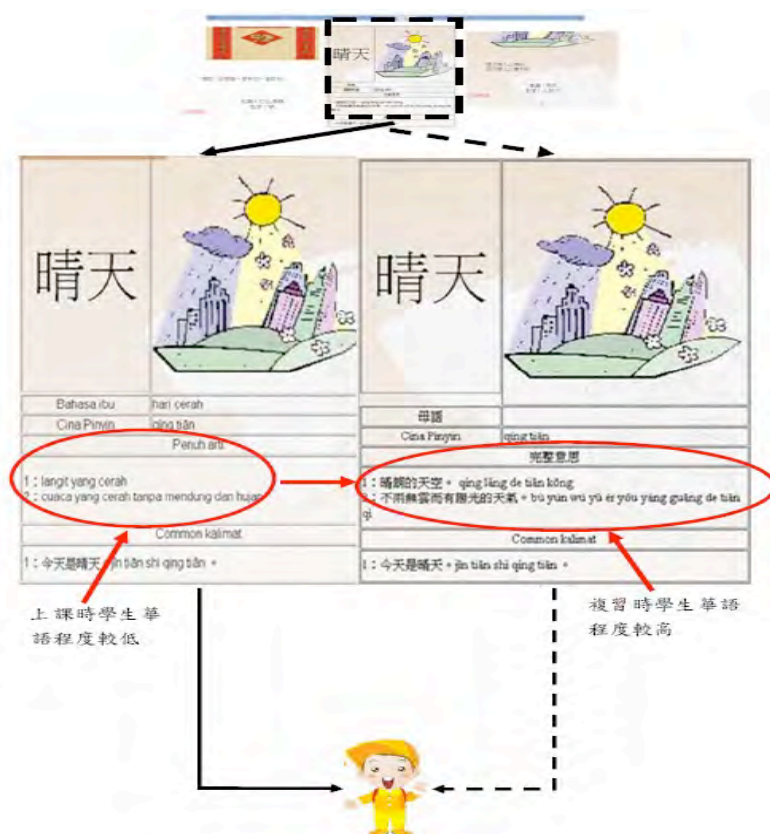 晴天
晴天
Bahasa ibu hari cerah
Cina Pinyin qing tiān
Penuh arti
1：langit yang cerah
2：cuaca yang cerah tanpa mendung dan hujan
Common kalimat
1：今天是晴天。jīn tiān shì qíng tiān。
晴天
母語
Cina Pinyin qíng tiān
完整意思
1：晴朗的天空。 qíng lǎng de tiān kōng
2：不雨無雲而有陽光的天氣。bù yǔn wú yǔ ér yǒu yáng guāng de tiān
qì
Common kalimat
1：今天是晴天。jīn tiān shì qíng tiān。
上課時學生華
語程度較低
複習時學生華語
程度較高